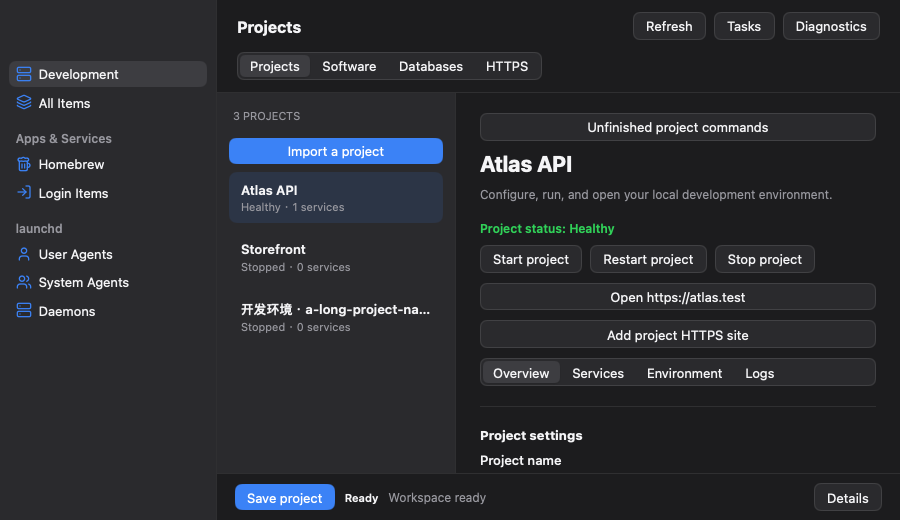 Projects
Refresh
Tasks
Diagnostics
Projects
Software
Databases
HTTPS
Development
All Items
Apps & Services
Homebrew
Login Items
launchd
User Agents
System Agents
Daemons
3 PROJECTS
Import a project
Atlas API
Healthy · 1 services
Storefront
Stopped · 0 services
开发环境 · a-long-project-na...
Stopped · 0 services
Unfinished project commands
Atlas API
Configure, run, and open your local development environment.
Project status: Healthy
Start project
Restart project
Stop project
Open https://atlas.test
Add project HTTPS site
Overview
Services
Environment
Logs
Project settings
Project name
Save project
Ready
Workspace ready
Details